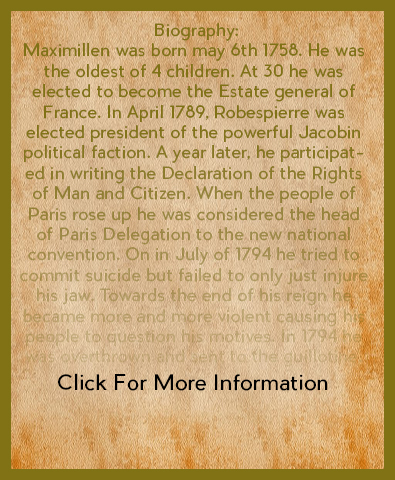 Biography:
Maximillen was born may 6th 1758. He was
the oldest of 4 children. At 30 he was
elected to become the Estate general of
France. In April 1789, Robespierre was
elected president of the powerful Jacobin
political faction. A year later, he participat-
ed in writing the Declaration of the Rights
of Man and Citizen. When the people of
Paris rose up he was considered the head
of Paris Delegation to the new national
convention. On in July of 1794 he tried to
commit suicide but failed to only just injure
his jaw. Towards the end of his reign he
became more and more violent causing his
people to question his motives. In 1794 he
was overthrown and sent to the guillotine.
Click For More Information